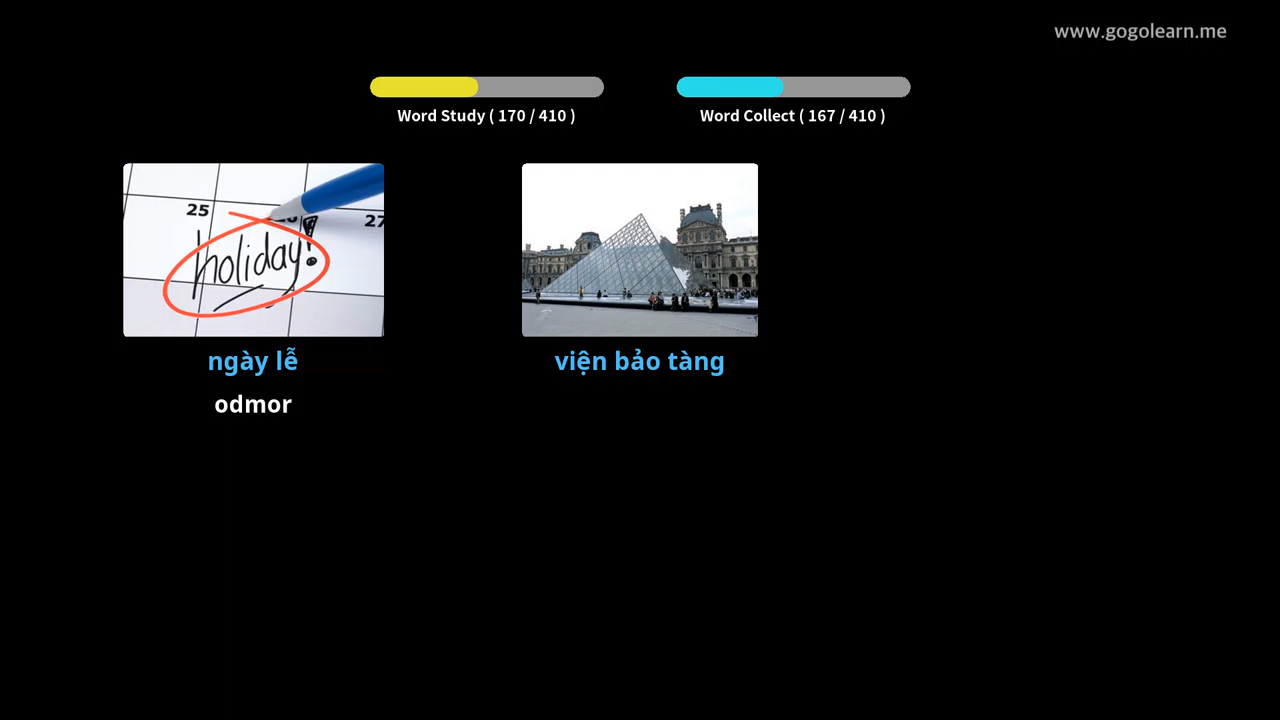 www.gogolearn.me
Word Study ( 170 / 410 )
Word Collect ( 167 / 410 )
25
27
holiday!
ngày lễ
viện bảo tàng
odmor